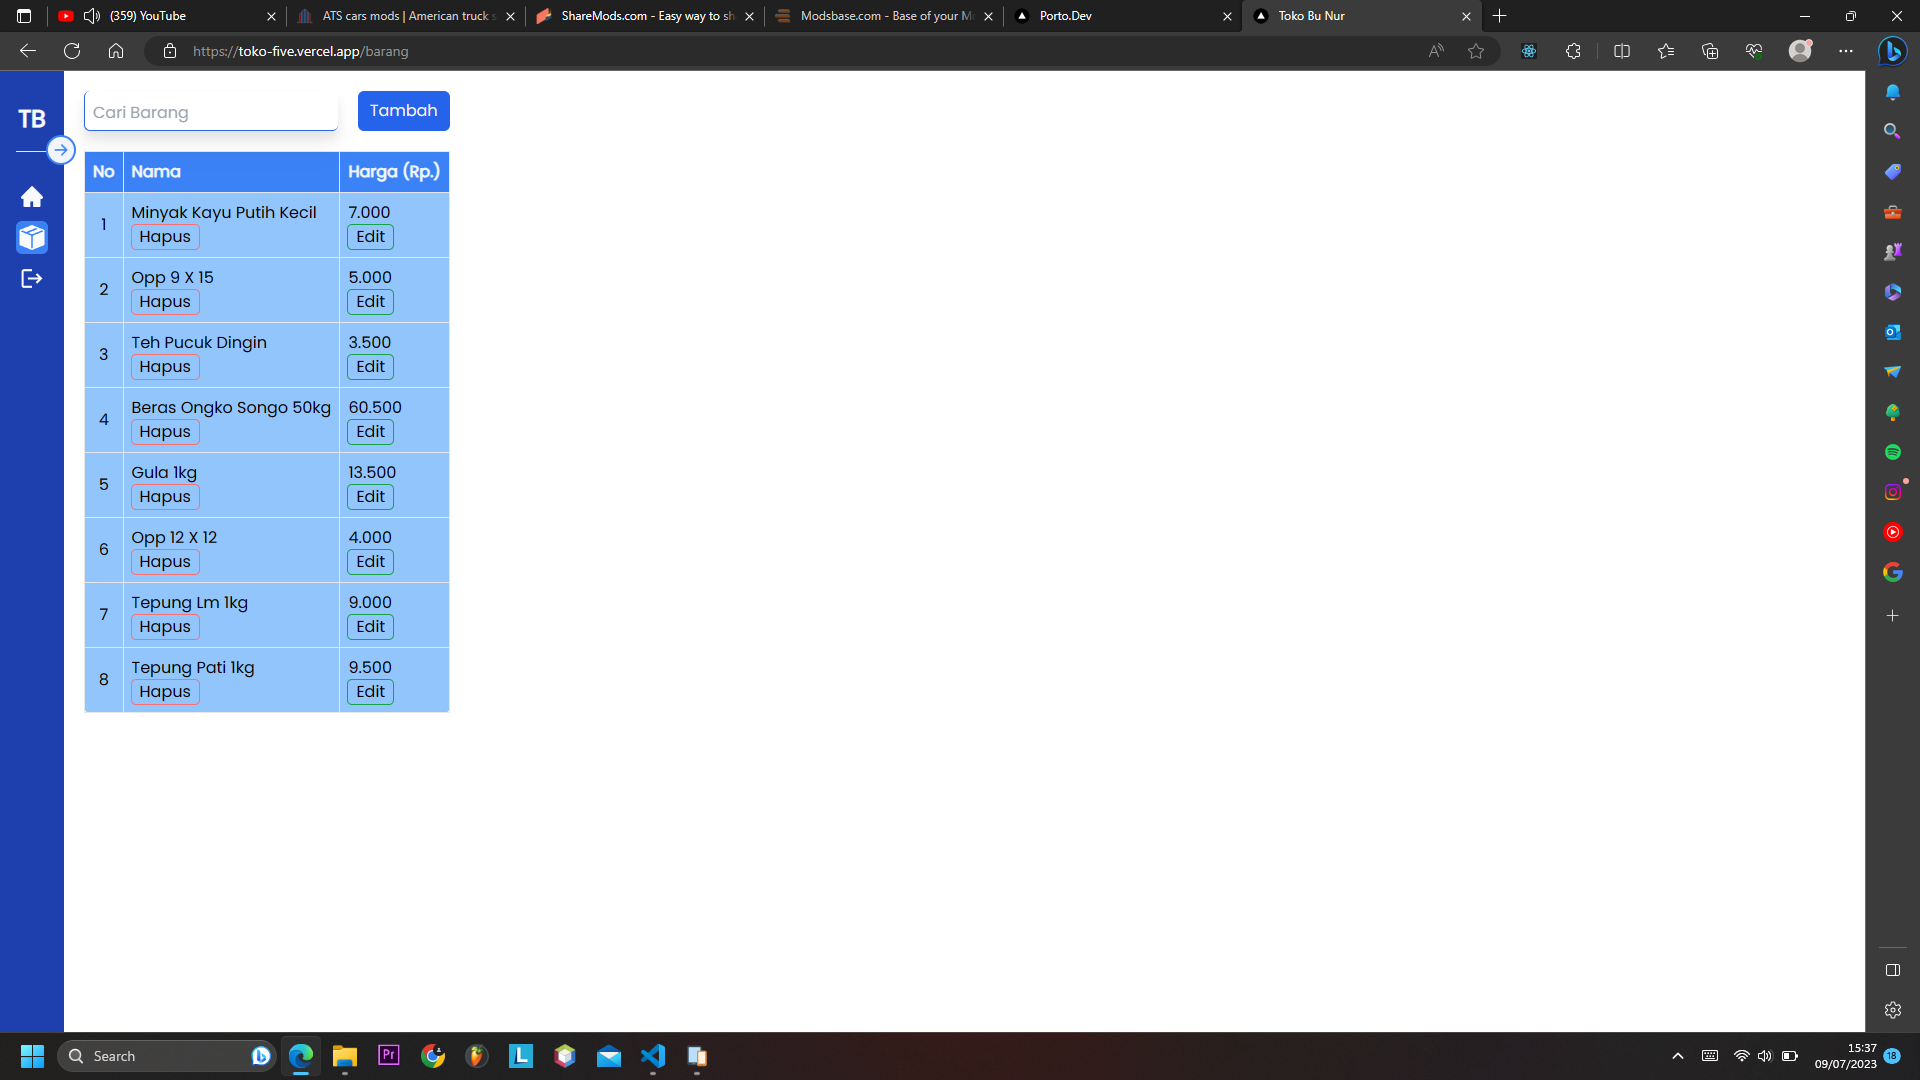 (359) YouTube
ATS cars mods | American truck s
ShareMods.com - Easy way to sh
Modsbase.com - Base of your Mo
Porto.Dev
Toko Bu Nur
https://toko-five.vercel.app/barang
TB
Cari Barang
Tambah
No Nama Harga (Rp.)
1 Minyak Kayu Putih Kecil 7.000
Hapus Edit
2 Opp 9 X 15 5.000
Hapus Edit
3 Teh Pucuk Dingin 3.500
Hapus Edit
4 Beras Ongko Songo 50kg 60.500
Hapus Edit
5 Gula 1kg 13.500
Hapus Edit
6 Opp 12 X 12 4.000
Hapus Edit
7 Tepung Lm 1kg 9.000
Hapus Edit
8 Tepung Pati 1kg 9.500
Hapus Edit
Search
Pr
L
15:37
09/07/2023
18